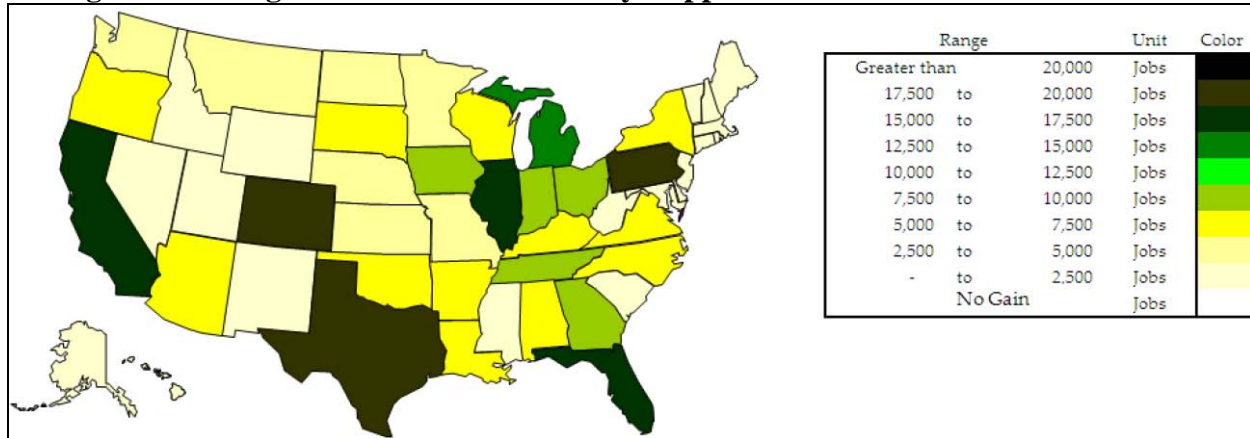 Range Unit Color
Greater than 20,000 Jobs
17,500 to 20,000 Jobs
15,000 to 17,500 Jobs
12,500 to 15,000 Jobs
10,000 to 12,500 Jobs
7,500 to 10,000 Jobs
5,000 to 7,500 Jobs
2,500 to 5,000 Jobs
- to 2,500 Jobs
No Gain Jobs